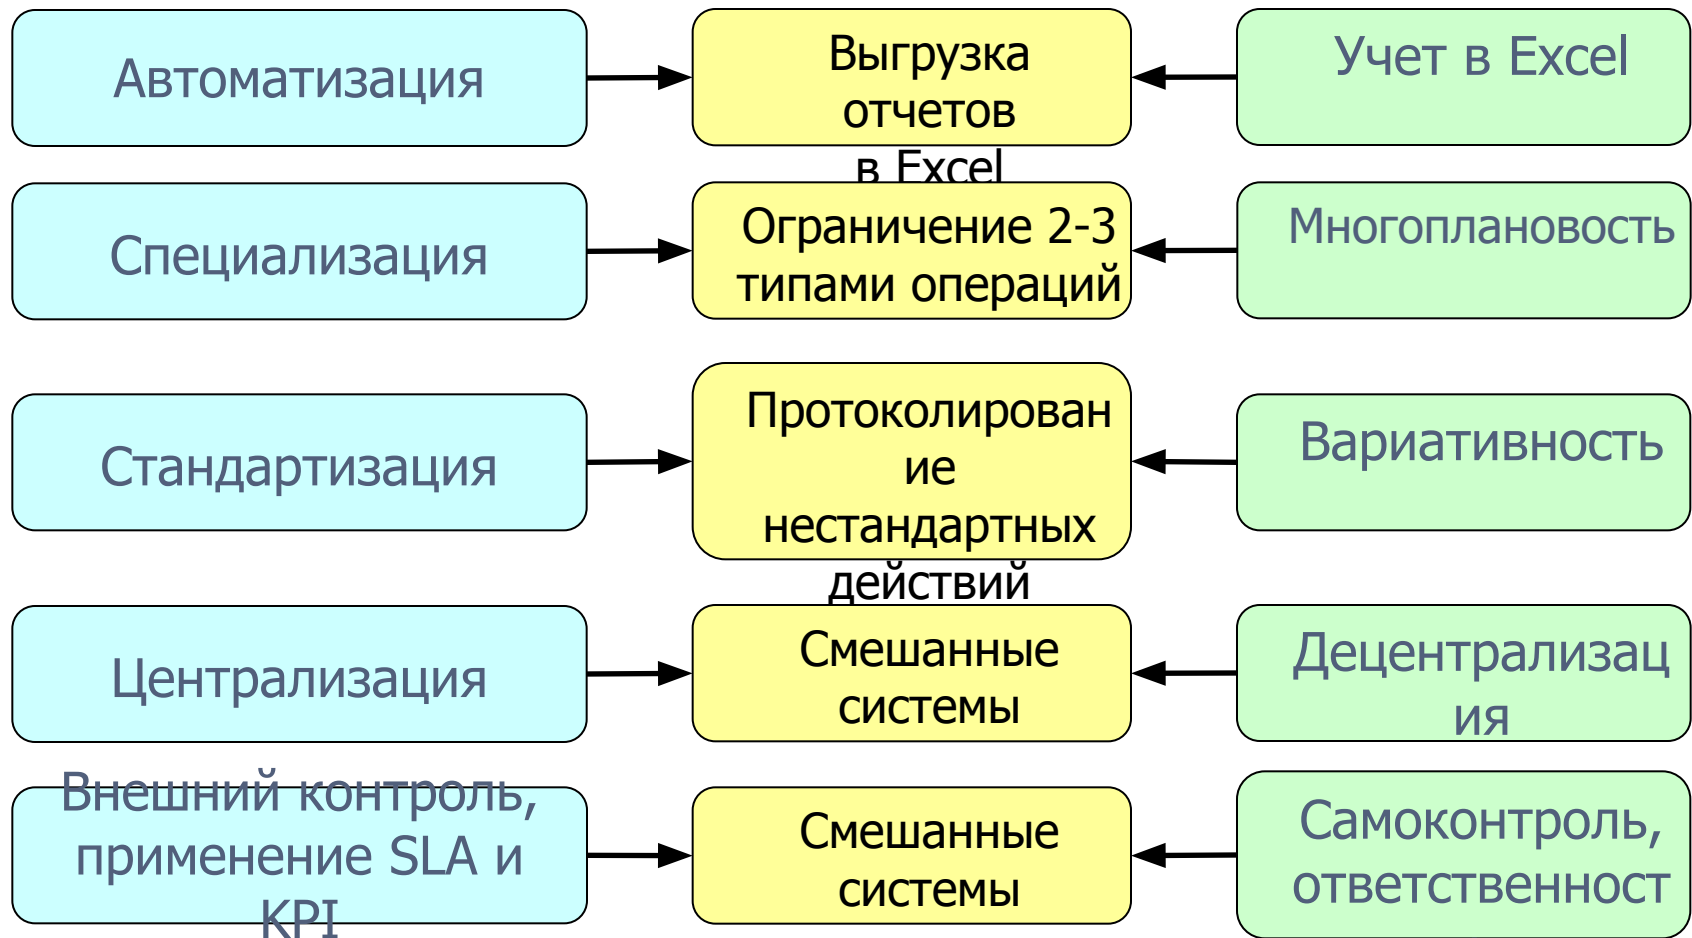 Автоматизация
Выгрузка
отчетов
в Excel
Учет в Excel
Специализация
Ограничение 2-3
типами операций
Многоплановость
Стандартизация
Протоколирован
ие
нестандартных
действий
Вариативность
Централизация
Смешанные
системы
Децентрализац
ия
Внешний контроль,
применение SLA и
KPI
Смешанные
системы
Самоконтроль,
ответственност